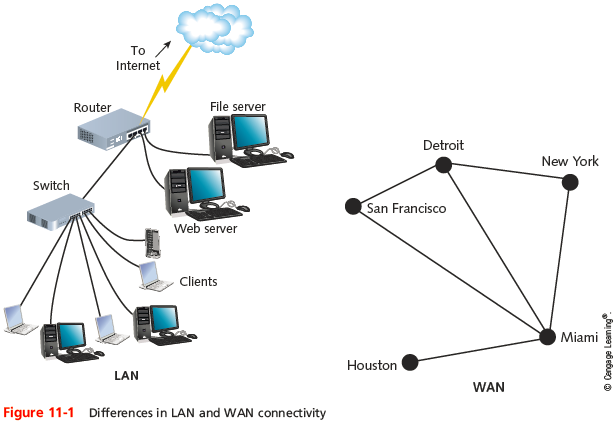 To
Internet
Router
File server
Switch
Web server
Clients
LAN
Detroit
New York
San Francisco
Miami
Houston
WAN
© Cengage Learning®.
Figure 11-1 Differences in LAN and WAN connectivity